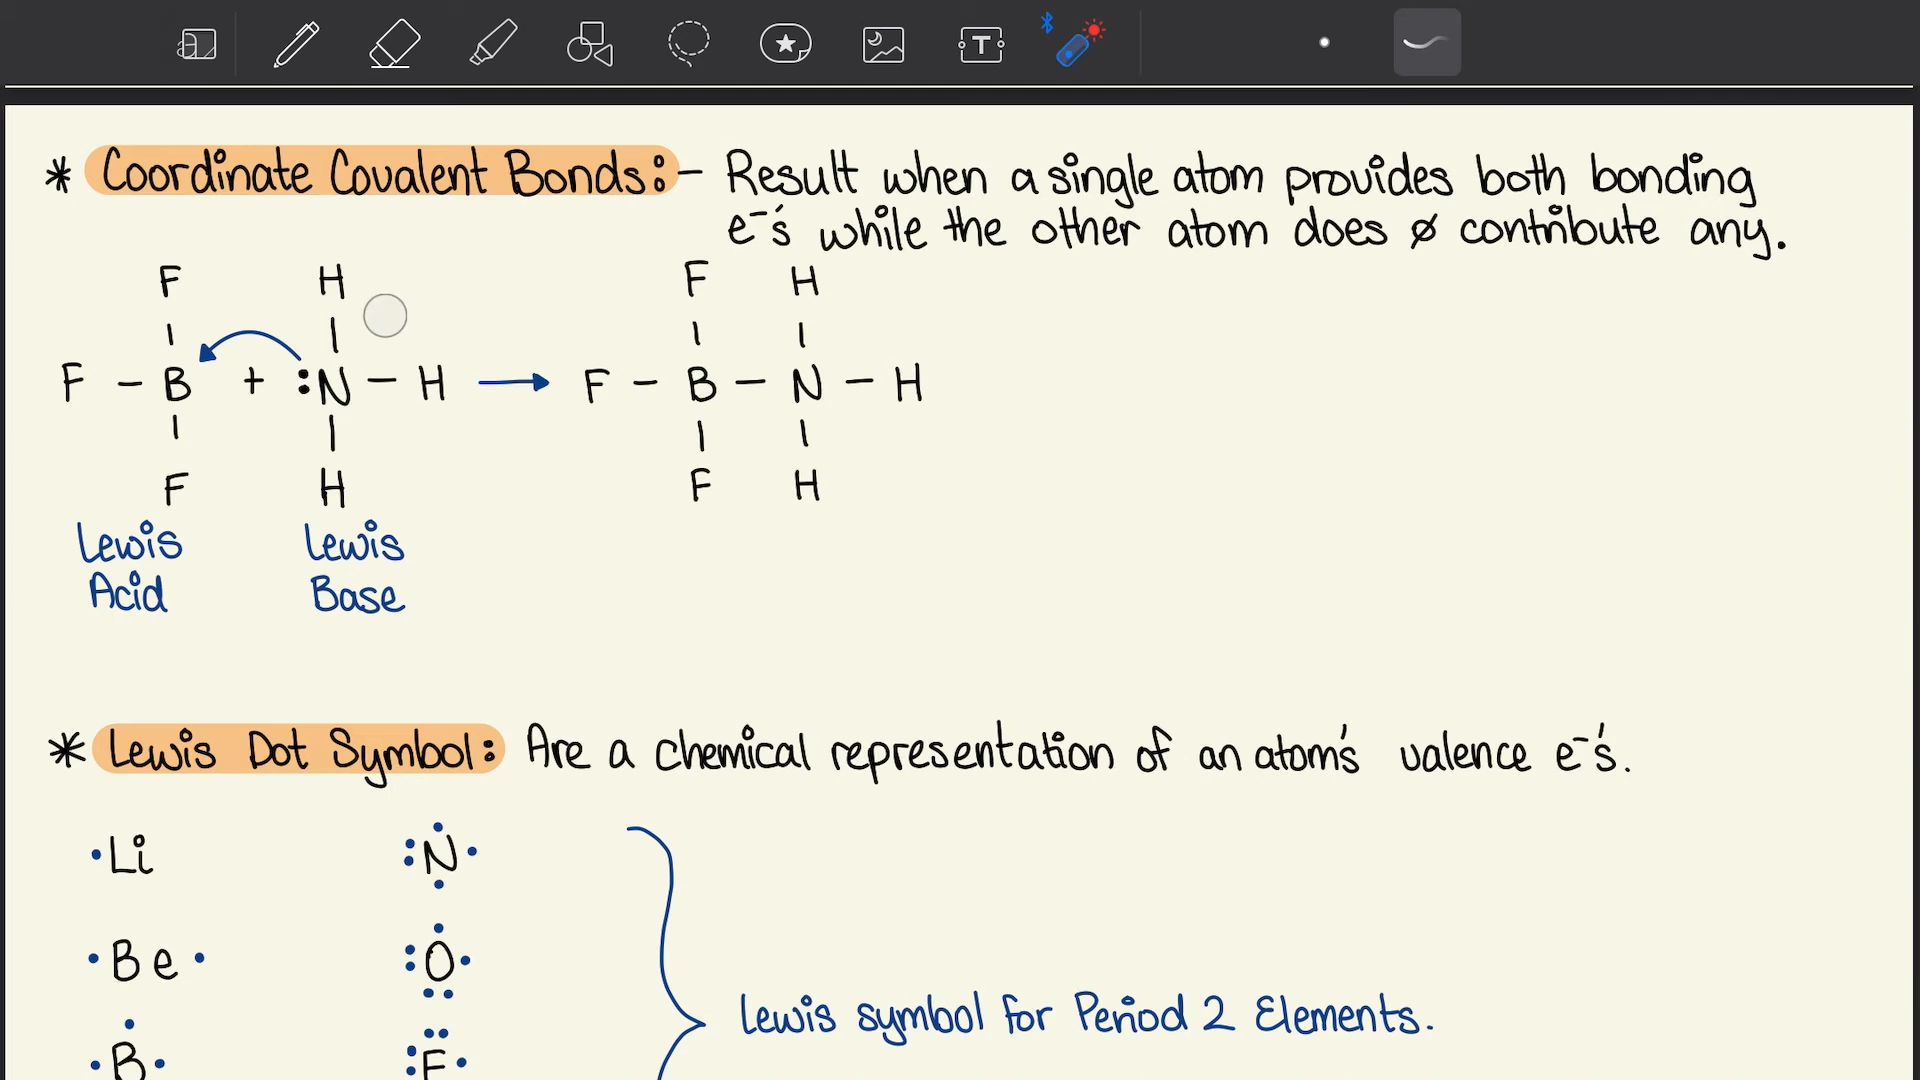 * Coordinate Covalent Bonds:- Result when a single atom provides both bonding
e⁻'s while the other atom does ø contribute any.
F H F H
F - B + :N - H → F - B - N - H
F H F H
Lewis Lewis
Acid Base
* Lewis Dot Symbol: Are a chemical representation of an atom's valence e⁻'s.
Li N
Be O
Lewis symbol for Period 2 Elements.
B F
T